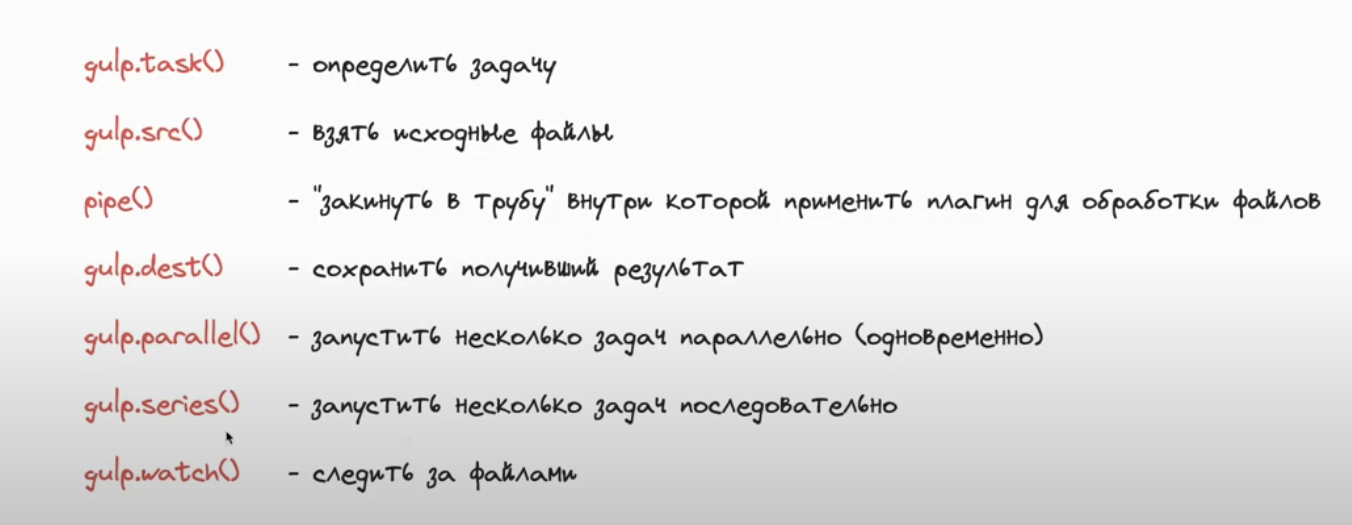 gulp.task() - определить задачу
gulp.src() - взять исходные файлы
pipe() - "закинуть в трубу" внутри которой применить плагин для обработки файлов
gulp.dest() - сохранить получивший результат
gulp.parallel() - запустить несколько задач параллельно (одновременно)
gulp.series() - запустить несколько задач последовательно
gulp.watch() - следить за файлами